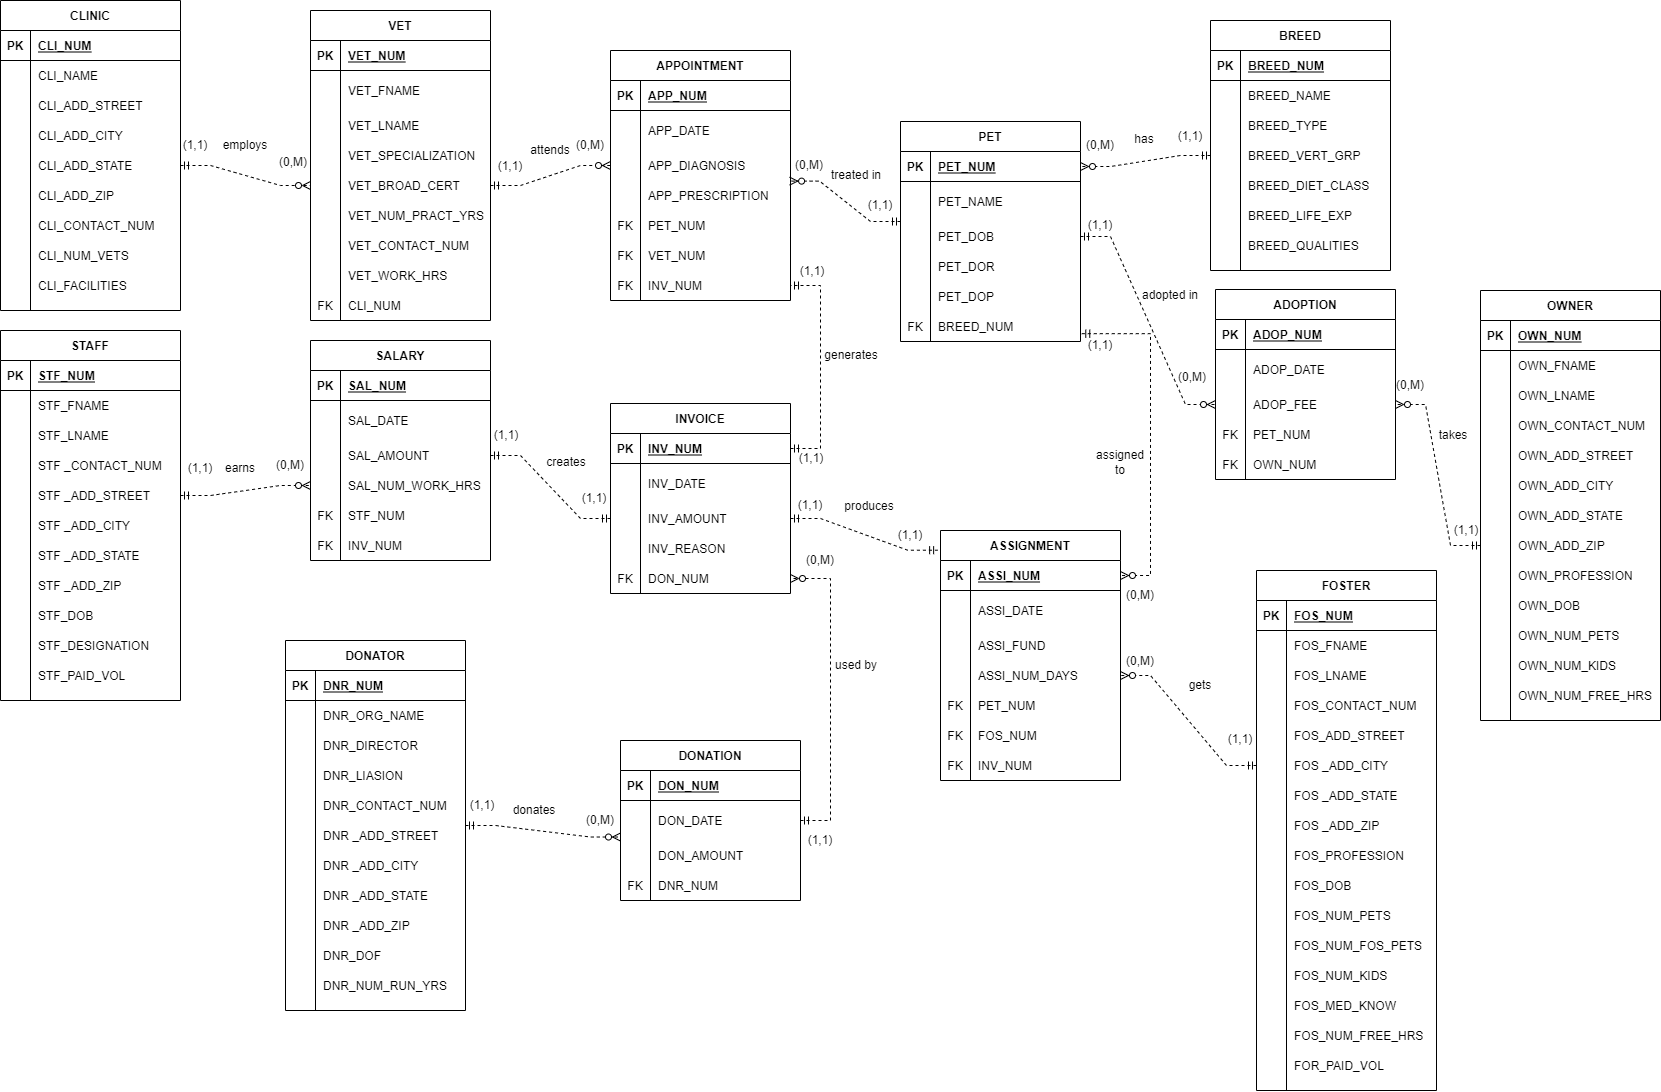 CLINIC
PK CLI_NUM
CLI_NAME
CLI_ADD_STREET
CLI_ADD_CITY
CLI_ADD_STATE
CLI_ADD_ZIP
CLI_CONTACT_NUM
CLI_NUM_VETS
CLI_FACILITIES
(1,1)
employs
(0,M)
VET
PK VET_NUM
VET_FNAME
VET_LNAME
VET_SPECIALIZATION
VET_BROAD_CERT
VET_NUM_PRACT_YRS
VET_CONTACT_NUM
VET_WORK_HRS
FK CLI_NUM
(1,1)
attends
(0,M)
APPOINTMENT
PK APP_NUM
APP_DATE
APP_DIAGNOSIS
APP_PRESCRIPTION
FK PET_NUM
FK VET_NUM
FK INV_NUM
(0,M)
treated in
(1,1)
(1,1)
generates
(1,1)
PET
PK PET_NUM
PET_NAME
PET_DOB
PET_DOR
PET_DOP
FK BREED_NUM
(0,M)
has
(1,1)
(1,1)
adopted in
(0,M)
(1,1)
assigned
to
(0,M)
BREED
PK BREED_NUM
BREED_NAME
BREED_TYPE
BREED_VERT_GRP
BREED_DIET_CLASS
BREED_LIFE_EXP
BREED_QUALITIES
ADOPTION
PK ADOP_NUM
ADOP_DATE
ADOP_FEE
FK PET_NUM
FK OWN_NUM
(0,M)
takes
(1,1)
OWNER
PK OWN_NUM
OWN_FNAME
OWN_LNAME
OWN_CONTACT_NUM
OWN_ADD_STREET
OWN_ADD_CITY
OWN_ADD_STATE
OWN_ADD_ZIP
OWN_PROFESSION
OWN_DOB
OWN_NUM_PETS
OWN_NUM_KIDS
OWN_NUM_FREE_HRS
STAFF
PK STF_NUM
STF_FNAME
STF_LNAME
STF _CONTACT_NUM
STF _ADD_STREET
STF _ADD_CITY
STF _ADD_STATE
STF _ADD_ZIP
STF_DOB
STF_DESIGNATION
STF_PAID_VOL
(1,1)
earns
(0,M)
SALARY
PK SAL_NUM
SAL_DATE
SAL_AMOUNT
SAL_NUM_WORK_HRS
FK STF_NUM
FK INV_NUM
(1,1)
creates
(1,1)
INVOICE
PK INV_NUM
INV_DATE
INV_AMOUNT
INV_REASON
FK DON_NUM
(1,1)
produces
(1,1)
(0,M)
used by
(1,1)
ASSIGNMENT
PK ASSI_NUM
ASSI_DATE
ASSI_FUND
ASSI_NUM_DAYS
FK PET_NUM
FK FOS_NUM
FK INV_NUM
(0,M)
gets
(1,1)
FOSTER
PK FOS_NUM
FOS_FNAME
FOS_LNAME
FOS_CONTACT_NUM
FOS_ADD_STREET
FOS _ADD_CITY
FOS _ADD_STATE
FOS _ADD_ZIP
FOS_PROFESSION
FOS_DOB
FOS_NUM_PETS
FOS_NUM_FOS_PETS
FOS_NUM_KIDS
FOS_MED_KNOW
FOS_NUM_FREE_HRS
FOR_PAID_VOL
DONATOR
PK DNR_NUM
DNR_ORG_NAME
DNR_DIRECTOR
DNR_LIASION
DNR_CONTACT_NUM
DNR _ADD_STREET
DNR _ADD_CITY
DNR _ADD_STATE
DNR _ADD_ZIP
DNR_DOF
DNR_NUM_RUN_YRS
(1,1)
donates
(0,M)
DONATION
PK DON_NUM
DON_DATE
DON_AMOUNT
FK DNR_NUM